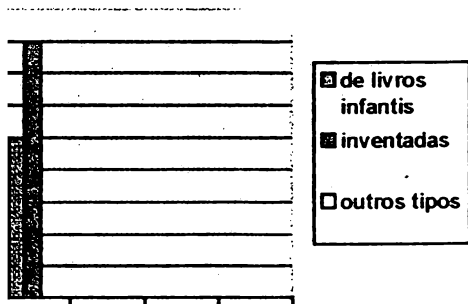 de livros
infantis
inventadas
outros tipos